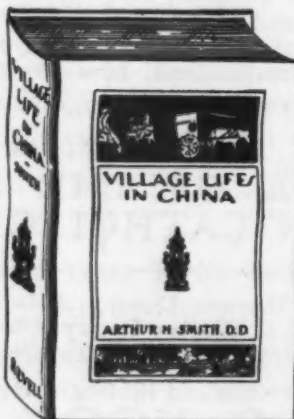 VILLAGE
LIFE
IN
CHINA
SMITH
REVELL
VILLAGE LIFE
IN CHINA
ARTHUR H SMITH. D.D